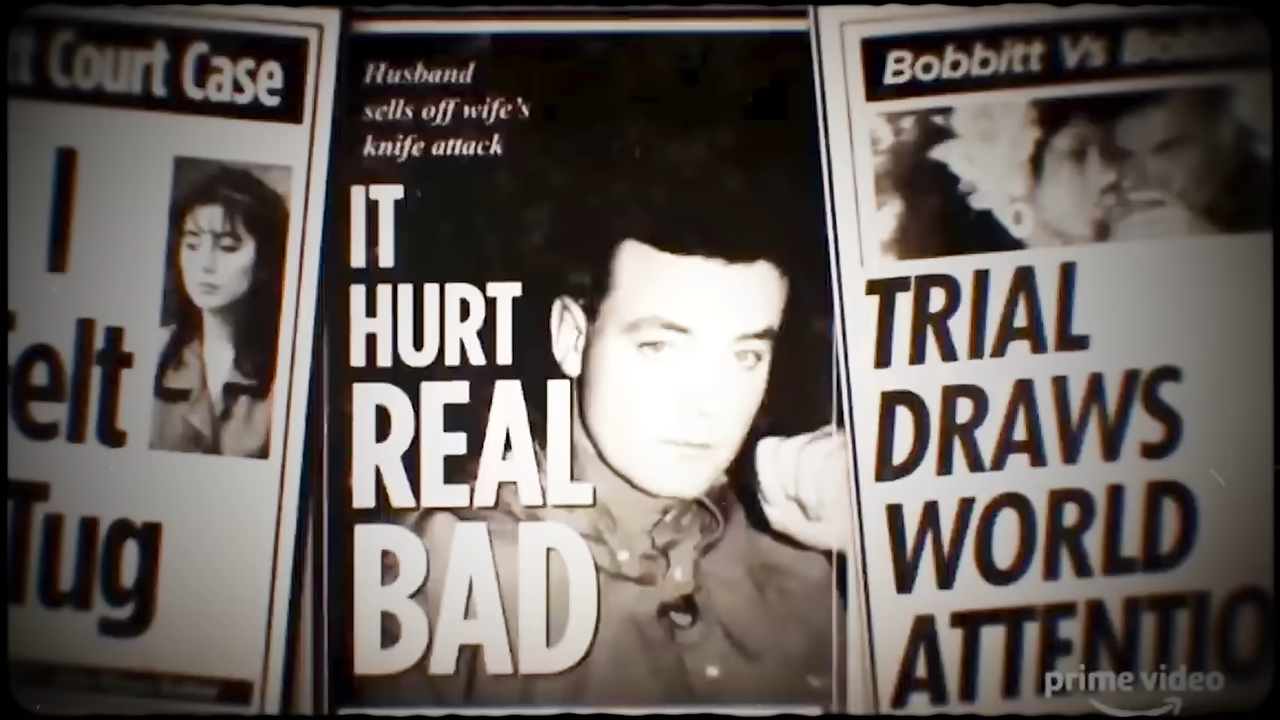 t Court Case
I
elt
Tug
Husband
sells off wife's
knife attack
IT
HURT
REAL
BAD
Bobbitt Vs
TRIAL
DRAWS
WORLD
ATTENTIO
prime video